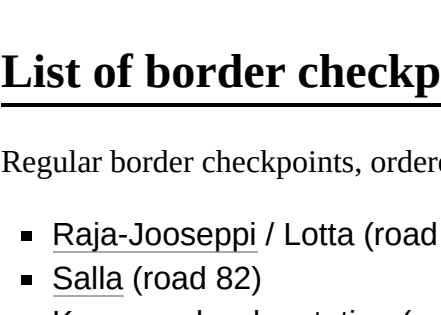 List of border checkp
Regular border checkpoints, ordere
Raja-Jooseppi / Lotta (road
Salla (road 82)